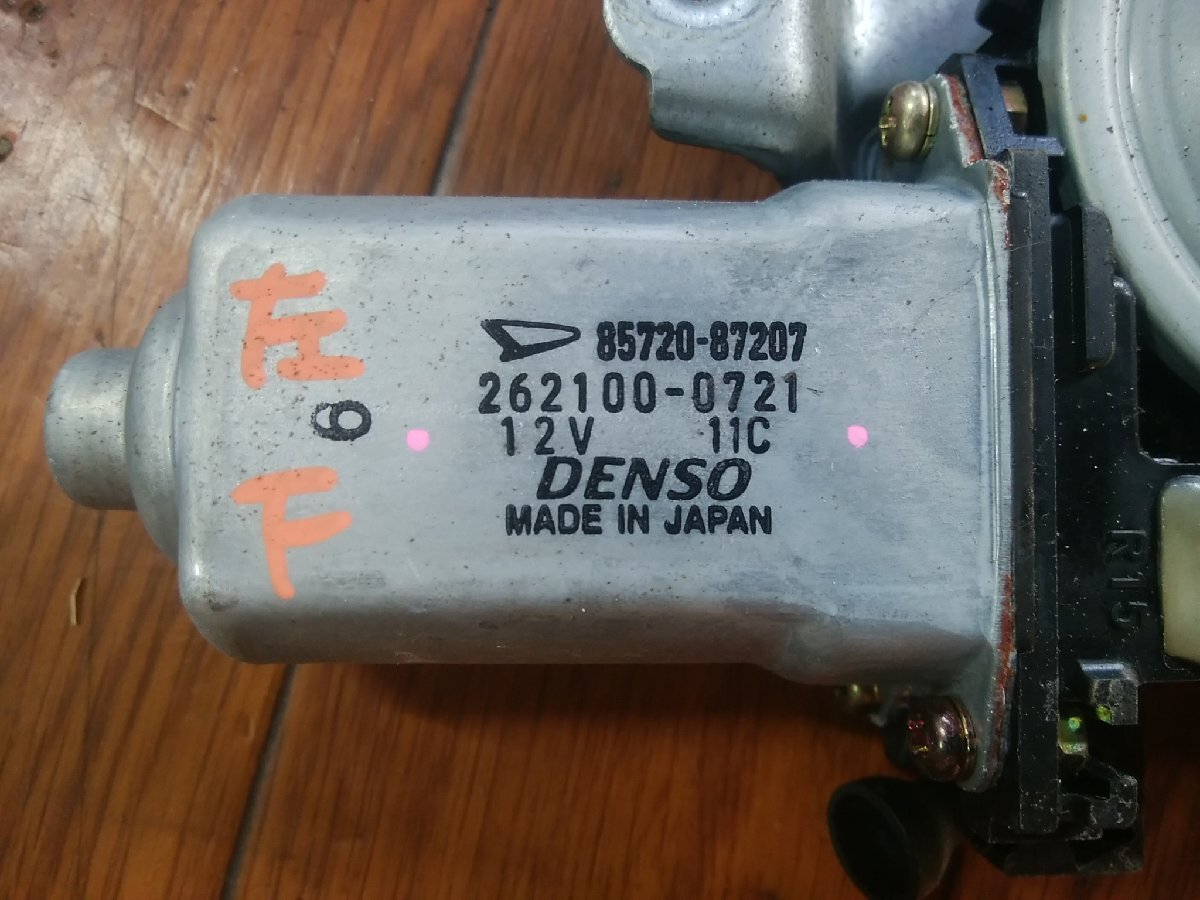 左
6
F
85720-87207
262100-0721
12V 11C
DENSO
MADE IN JAPAN
R15